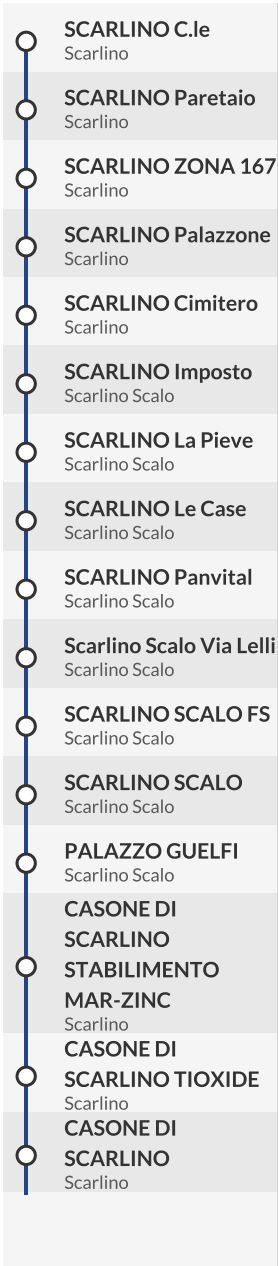 SCARLINO C.le
Scarlino
SCARLINO Paretaio
Scarlino
SCARLINO ZONA 167
Scarlino
SCARLINO Palazzone
Scarlino
SCARLINO Cimitero
Scarlino
SCARLINO Imposto
Scarlino Scalo
SCARLINO La Pieve
Scarlino Scalo
SCARLINO Le Case
Scarlino Scalo
SCARLINO Panvital
Scarlino Scalo
Scarlino Scalo Via Lelli
Scarlino Scalo
SCARLINO SCALO FS
Scarlino Scalo
SCARLINO SCALO
Scarlino Scalo
PALAZZO GUELFI
Scarlino Scalo
CASONE DI
SCARLINO
STABILIMENTO
MAR-ZINC
Scarlino
CASONE DI
SCARLINO TIOXIDE
Scarlino
CASONE DI
SCARLINO
Scarlino